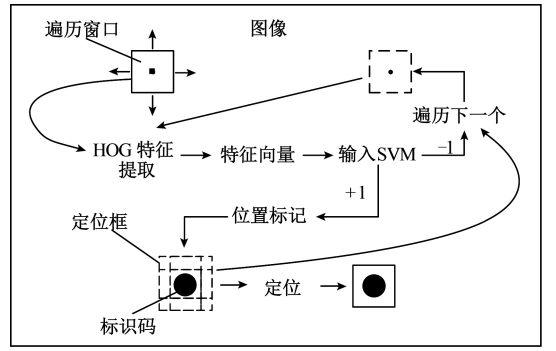 遍历窗口
图像
遍历下一个
HOG 特征
提取
特征向量
输入SVM
-1
+1
位置标记
定位框
定位
标识码